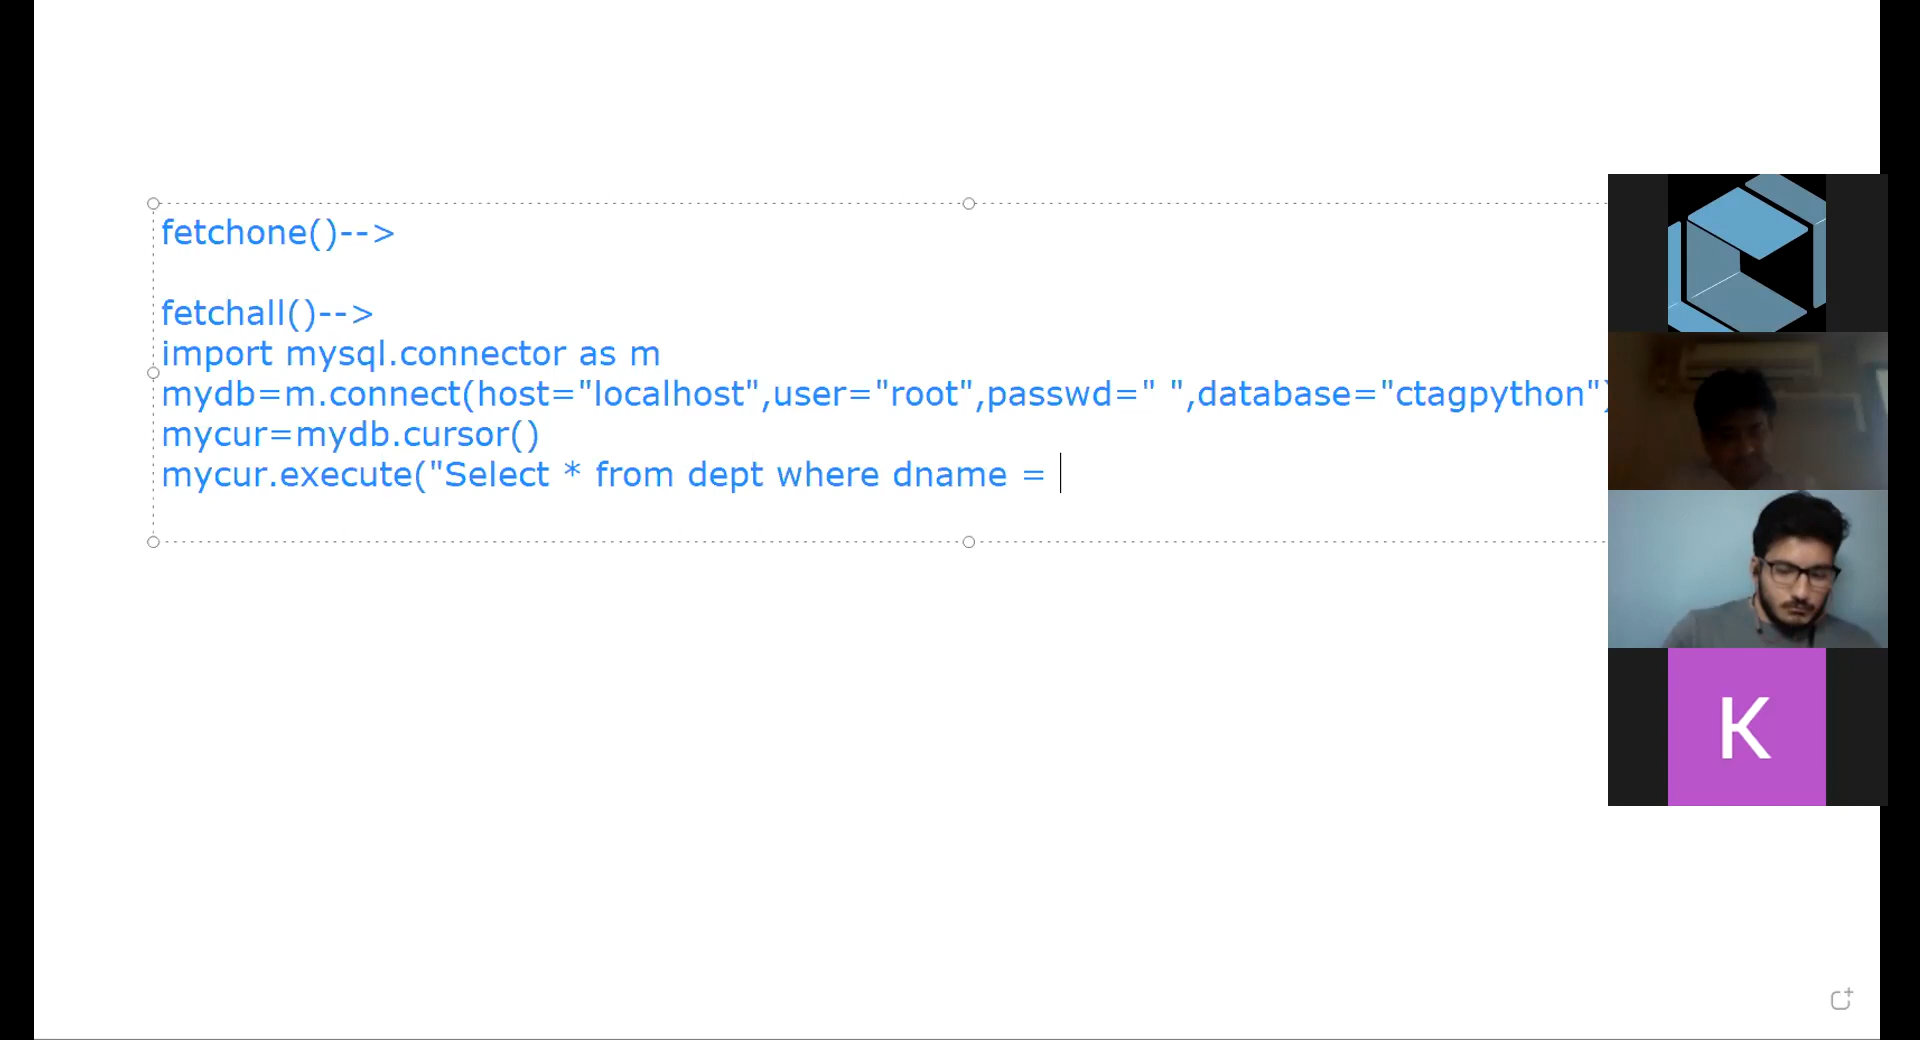 fetchone()-->
fetchall()-->
import mysql.connector as m
mydb=m.connect(host="localhost",user="root",passwd=" ",database="ctagpython")
mycur=mydb.cursor()
mycur.execute("Select * from dept where dname =
K